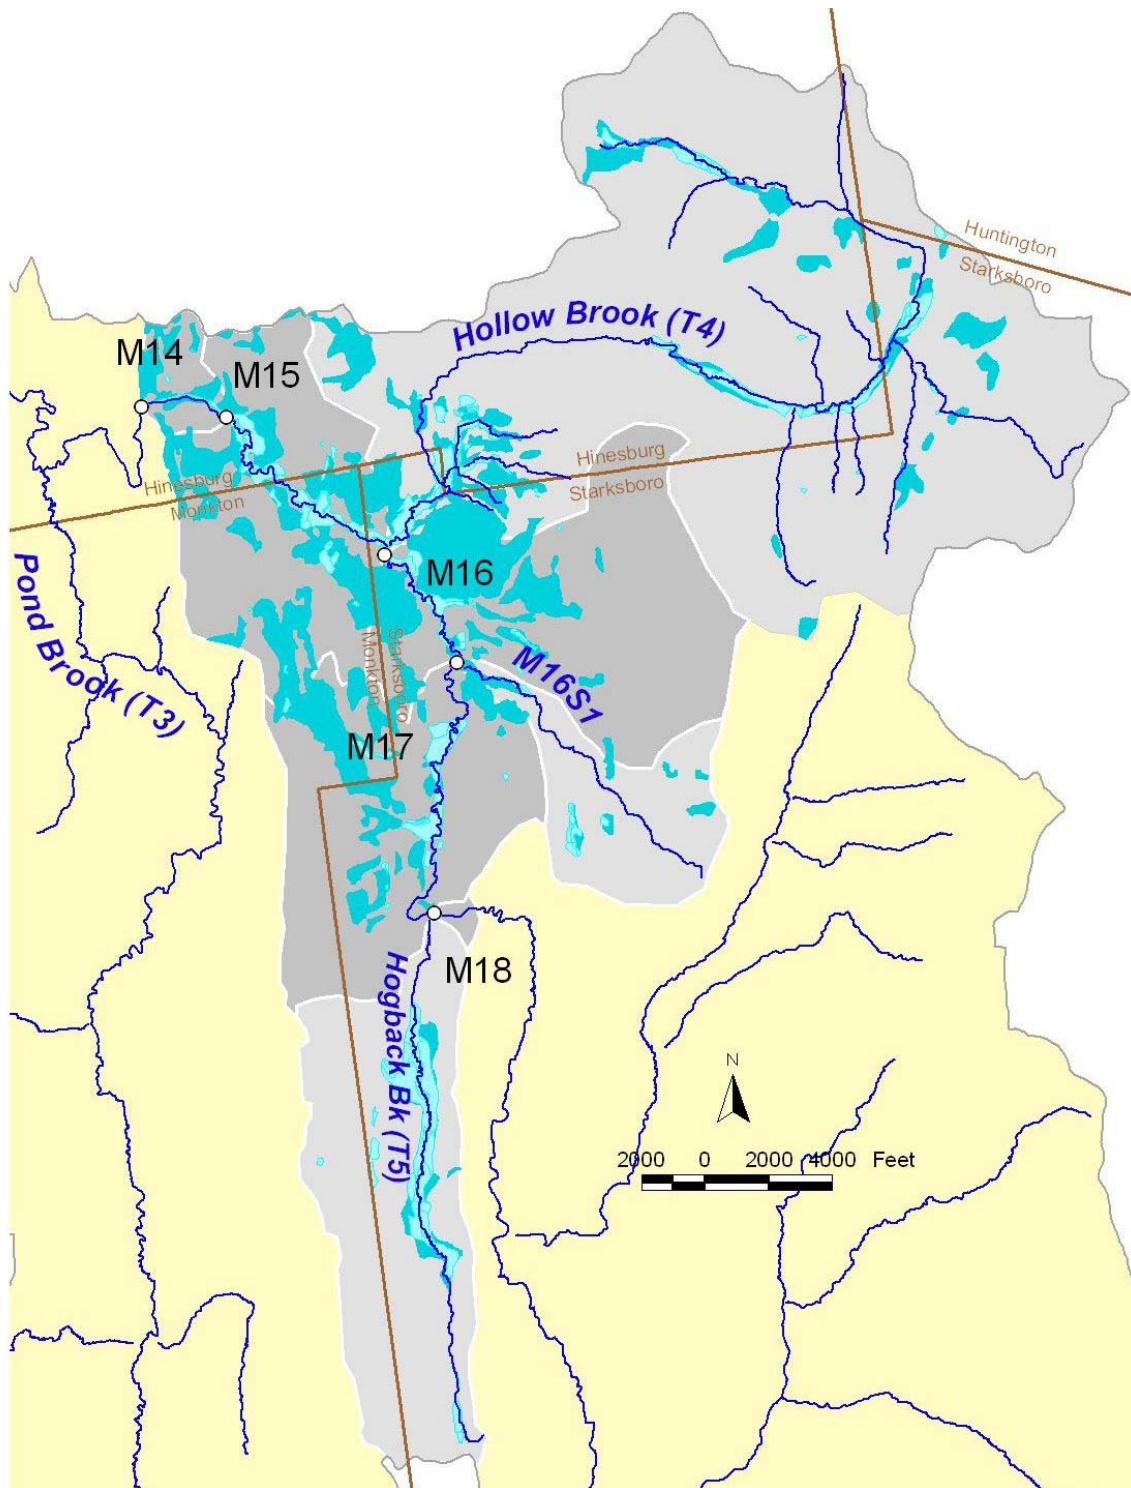 Huntington
Starksboro
Hollow Brook (T4)
M14
M15
Hinesburg
Starksboro
Hinesburg
Monkton
M16
Pond Brook (T3)
Starksboro
Monkton
M16S1
M17
M18
Hogback Bk (T5)
N
2000 0 2000 4000 Feet